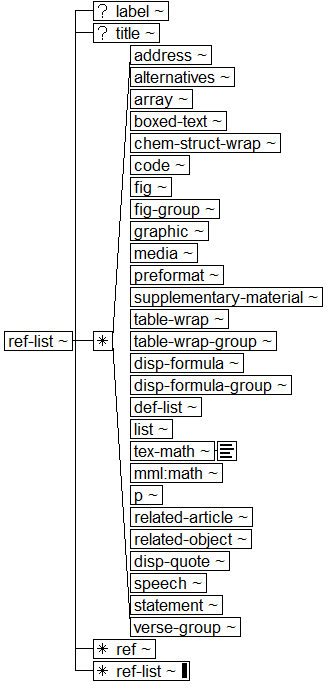 ? label ~
? title ~
address ~
alternatives ~
array ~
boxed-text ~
chem-struct-wrap ~
code ~
fig ~
fig-group ~
graphic ~
media ~
preformat ~
supplementary-material ~
table-wrap ~
ref-list ~ * table-wrap-group ~
disp-formula ~
disp-formula-group ~
def-list ~
list ~
tex-math ~
mml:math ~
p ~
related-article ~
related-object ~
disp-quote ~
speech ~
statement ~
verse-group ~
* ref ~
* ref-list ~